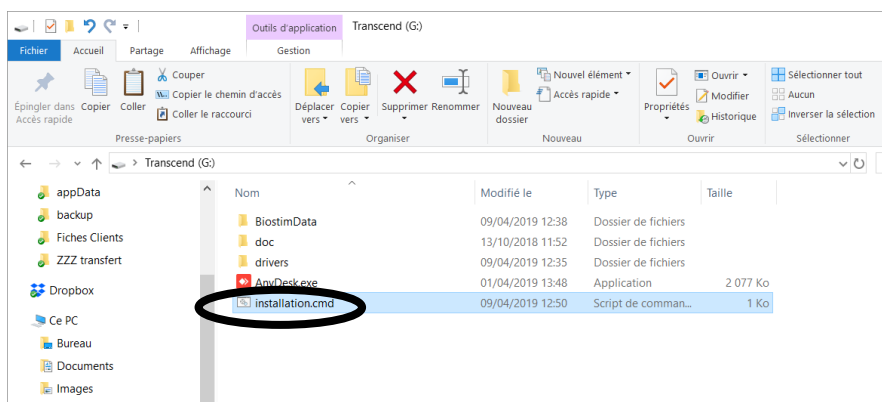 Outils d'application Transcend (G:)
Fichier Accueil Partage Affichage Gestion
Épingler dans Accès rapide
Copier
Coller
Couper
Copier le chemin d'accès
Coller le raccourci
Presse-papiers
Déplacer vers
Copier vers
Supprimer
Renommer
Organiser
Nouveau dossier
Nouvel élément
Accès rapide
Nouveau
Propriétés
Ouvrir
Modifier
Historique
Ouvrir
Sélectionner tout
Aucun
Inverser la sélection
Sélectionner
Transcend (G:)
appData
backup
Fiches Clients
ZZZ transfert
Dropbox
Ce PC
Bureau
Documents
Images
Nom Modifié le Type Taille
BiostimData 09/04/2019 12:38 Dossier de fichiers
doc 13/10/2018 11:52 Dossier de fichiers
drivers 09/04/2019 12:35 Dossier de fichiers
AnyDesk.exe 01/04/2019 13:48 Application 2 077 Ko
installation.cmd 09/04/2019 12:50 Script de comman... 1 Ko